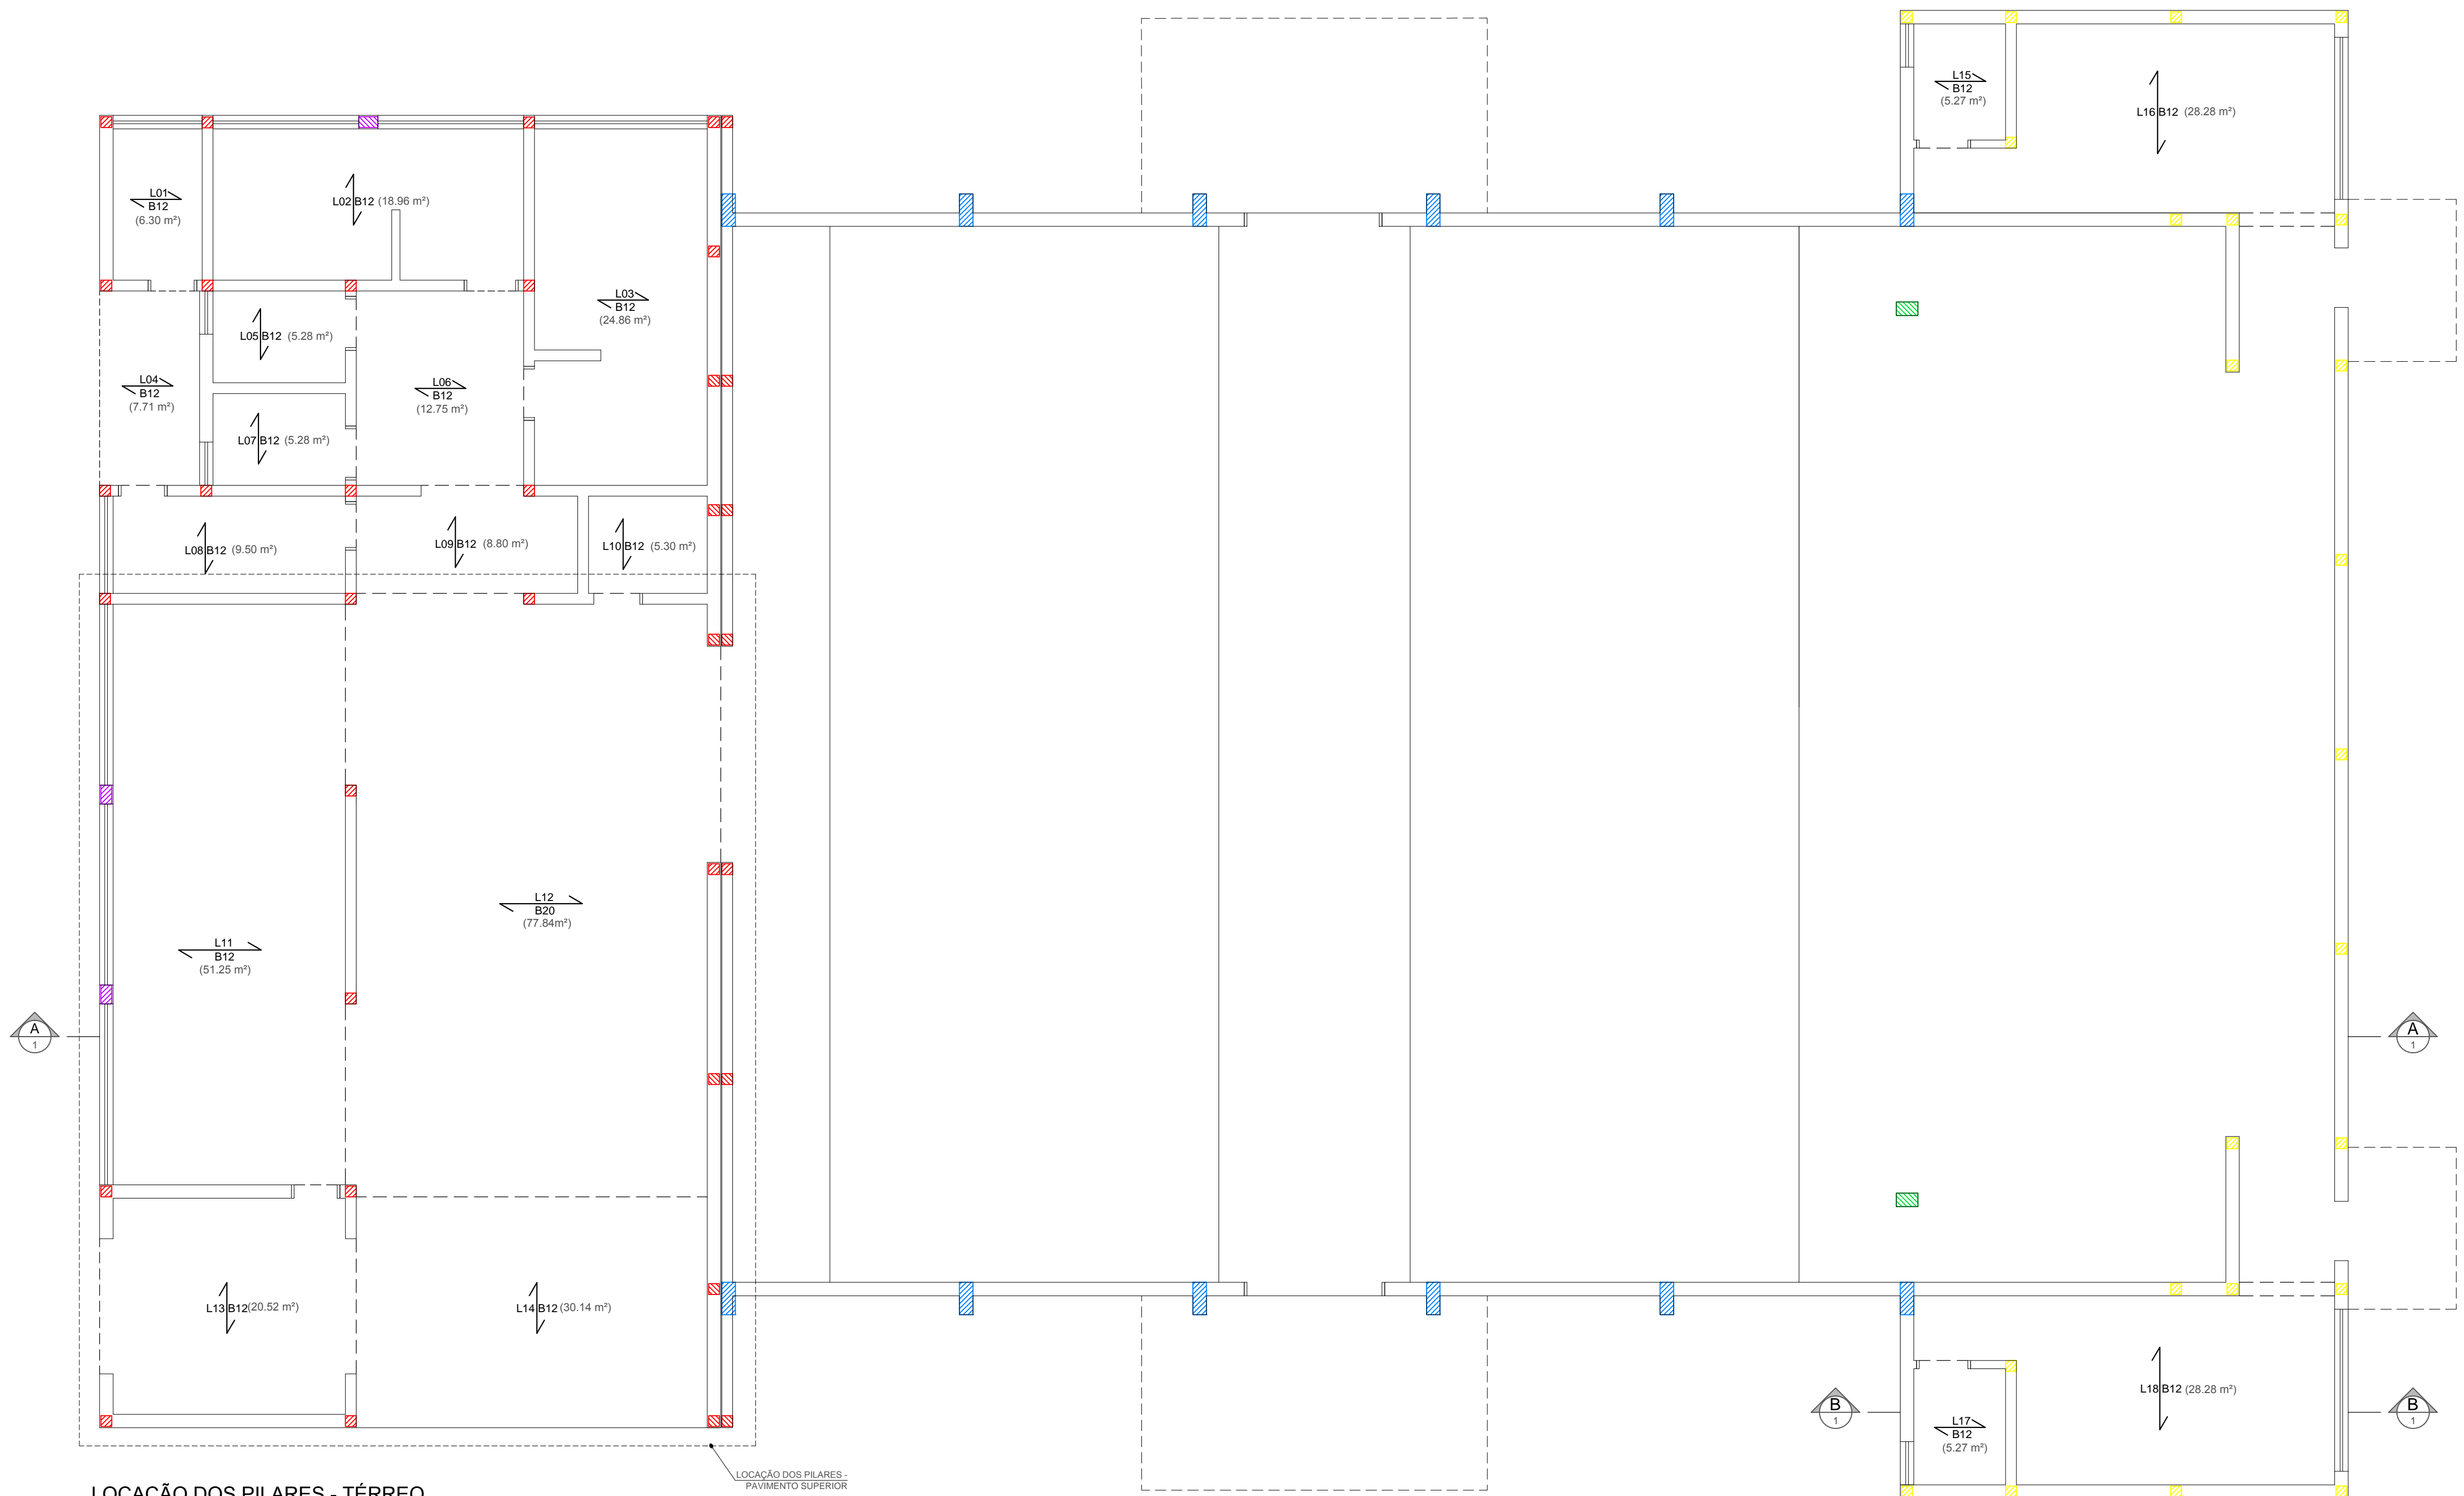 L15
B12
(5.27 m²)
L16 B12 (28.28 m²)
L01
B12
(6.30 m²)
L02 B12 (18.96 m²)
L03
B12
(24.86 m²)
L05 B12 (5.28 m²)
L04
B12
(7.71 m²)
L06
B12
(12.75 m²)
L07 B12 (5.28 m²)
L08 B12 (9.50 m²)
L09 B12 (8.80 m²)
L10 B12 (5.30 m²)
L12
B20
(77.84m²)
L11
B12
(51.25 m²)
A
1
A
1
L13 B12 (20.52 m²)
L14 B12 (30.14 m²)
L18 B12 (28.28 m²)
B
1
B
1
L17
B12
(5.27 m²)
LOCAÇÃO DOS PILARES -
PAVIMENTO SUPERIOR
LOCAÇÃO DOS PILARES - TÉRREO